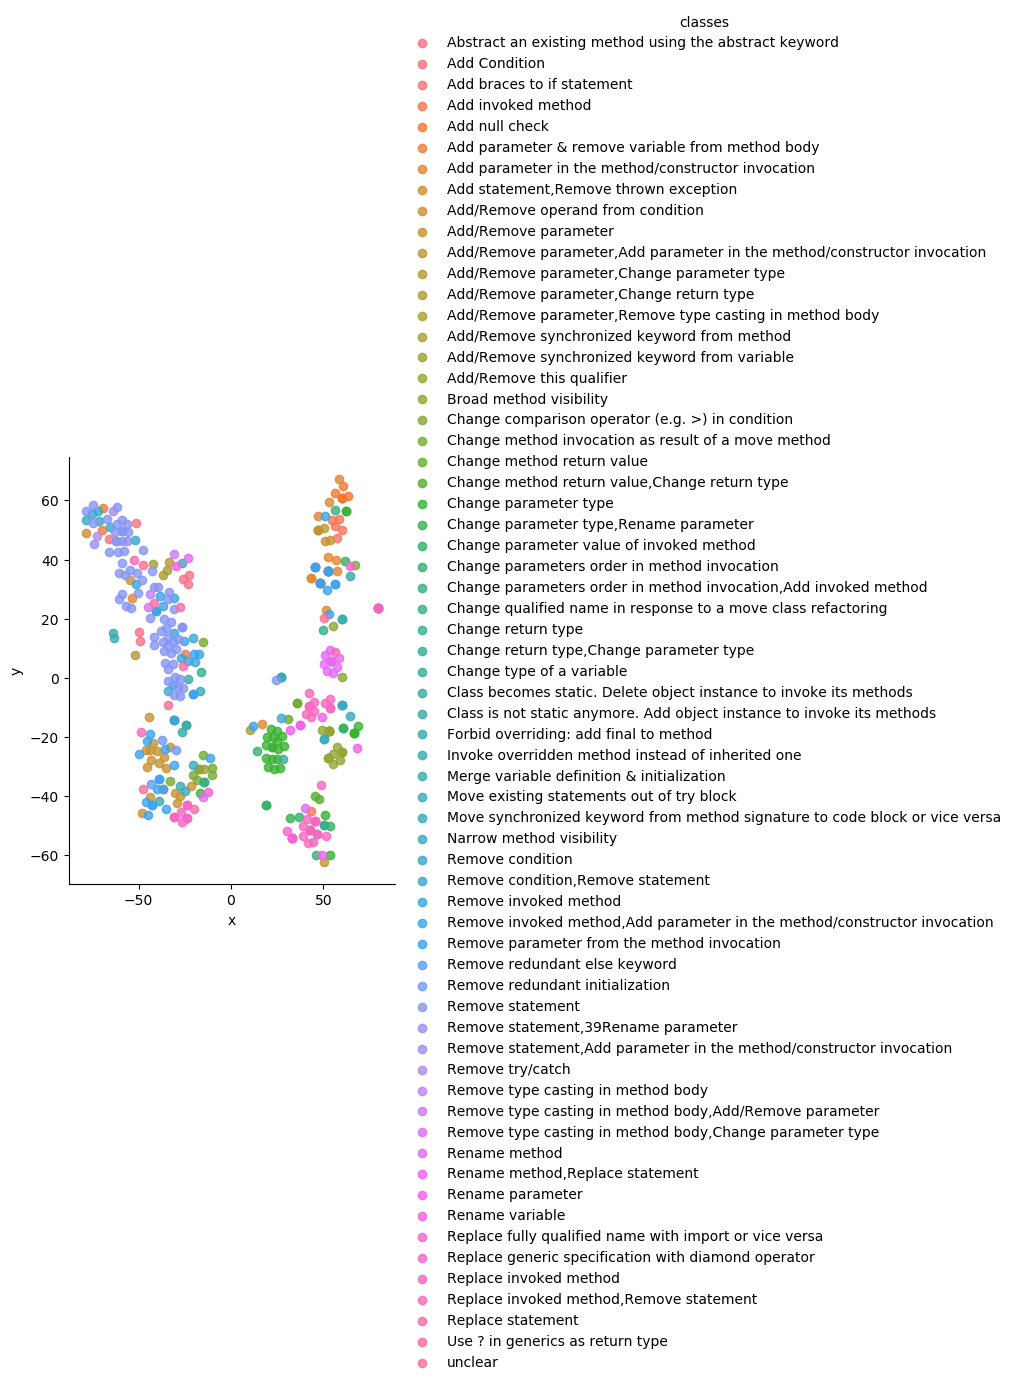 classes
Abstract an existing method using the abstract keyword
Add Condition
Add braces to if statement
Add invoked method
Add null check
Add parameter & remove variable from method body
Add parameter in the method/constructor invocation
Add statement,Remove thrown exception
Add/Remove operand from condition
Add/Remove parameter
Add/Remove parameter,Add parameter in the method/constructor invocation
Add/Remove parameter,Change parameter type
Add/Remove parameter,Change return type
Add/Remove parameter,Remove type casting in method body
Add/Remove synchronized keyword from method
Add/Remove synchronized keyword from variable
Add/Remove this qualifier
Broad method visibility
Change comparison operator (e.g. >) in condition
Change method invocation as result of a move method
Change method return value
Change method return value,Change return type
Change parameter type
Change parameter type,Rename parameter
Change parameter value of invoked method
Change parameters order in method invocation
Change parameters order in method invocation,Add invoked method
Change qualified name in response to a move class refactoring
Change return type
Change return type,Change parameter type
Change type of a variable
Class becomes static. Delete object instance to invoke its methods
Class is not static anymore. Add object instance to invoke its methods
Forbid overriding: add final to method
Invoke overridden method instead of inherited one
Merge variable definition & initialization
Move existing statements out of try block
Move synchronized keyword from method signature to code block or vice versa
Narrow method visibility
Remove condition
Remove condition,Remove statement
Remove invoked method
Remove invoked method,Add parameter in the method/constructor invocation
Remove parameter from the method invocation
Remove redundant else keyword
Remove redundant initialization
Remove statement
Remove statement,39Rename parameter
Remove statement,Add parameter in the method/constructor invocation
Remove try/catch
Remove type casting in method body
Remove type casting in method body,Add/Remove parameter
Remove type casting in method body,Change parameter type
Rename method
Rename method,Replace statement
Rename parameter
Rename variable
Replace fully qualified name with import or vice versa
Replace generic specification with diamond operator
Replace invoked method
Replace invoked method,Remove statement
Replace statement
Use ? in generics as return type
unclear
60
40
20
0
−20
−40
−60
y
−50 0 50
x